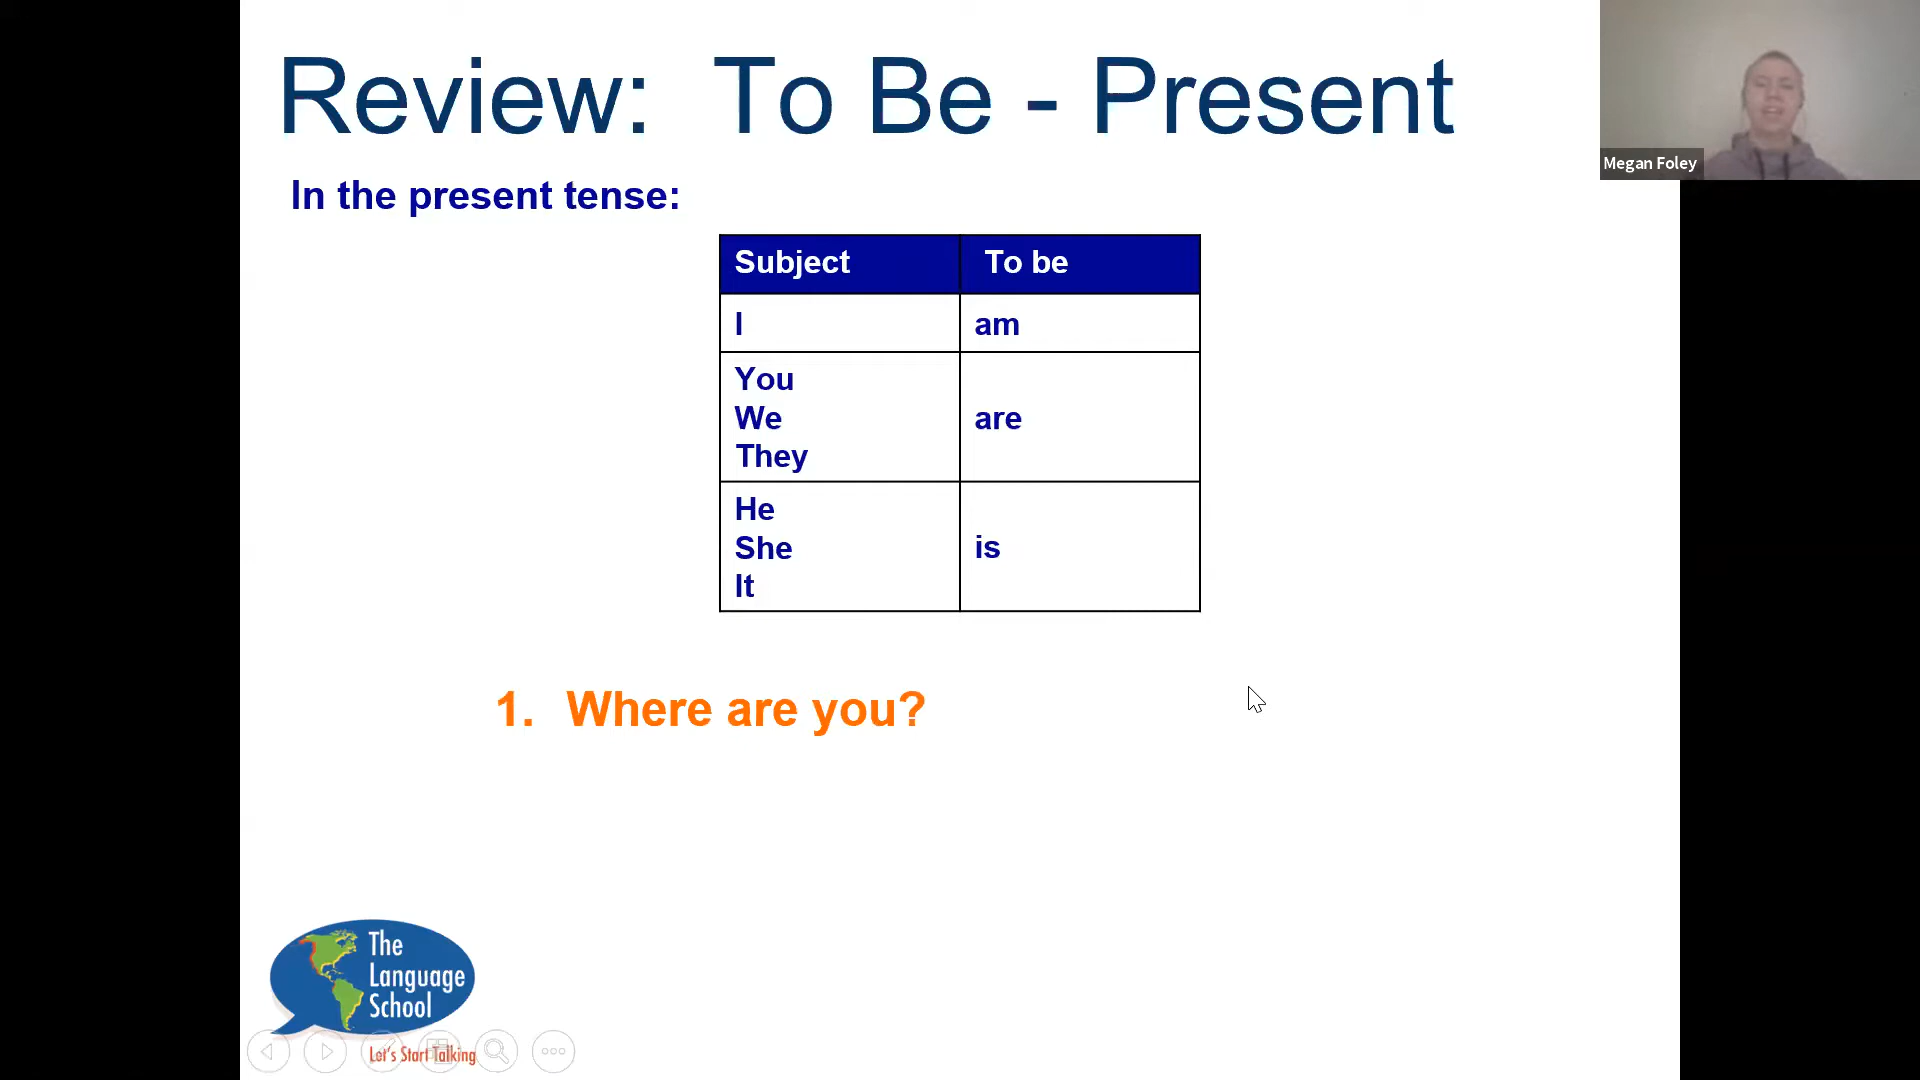 Review: To Be - Present
Megan Foley
In the present tense:
Subject To be
I am
You
We are
They
He
She is
It
1. Where are you?
The
Language
School
Let's Start Talking